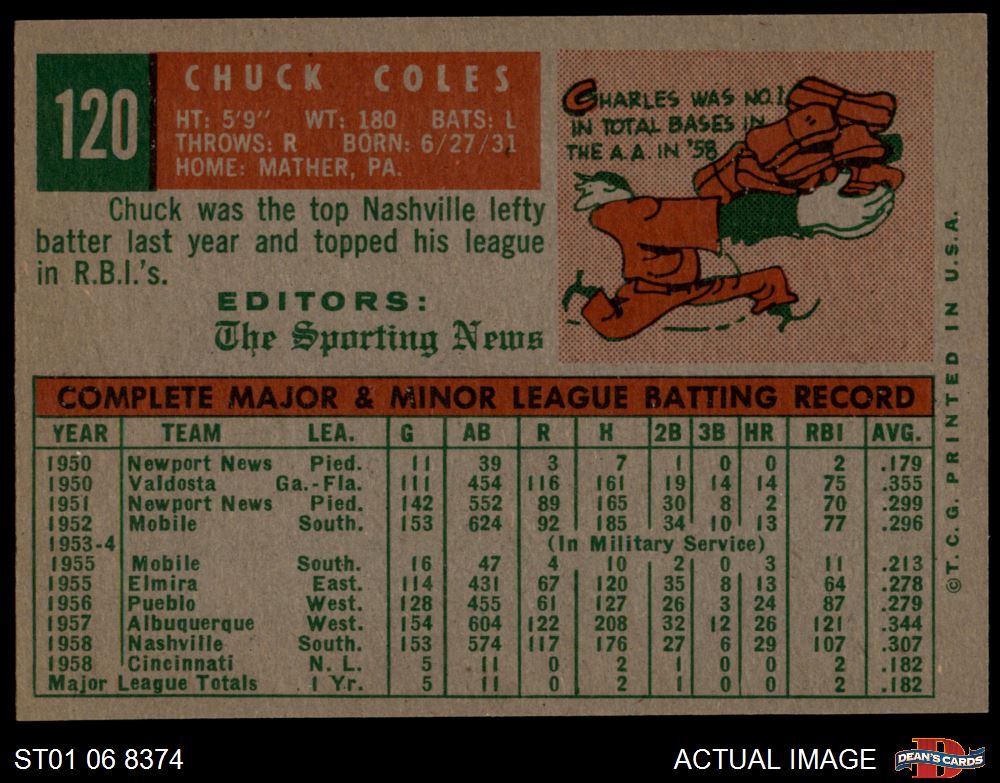 120
CHUCK COLES
HT: 5'9" WT: 180 BATS: L
THROWS: R BORN: 6/27/31
HOME: MATHER, PA.
Chuck was the top Nashville lefty
batter last year and topped his league
in R.B.I.'s.
EDITORS:
The Sporting News
CHARLES WAS NO.1
IN TOTAL BASES IN
THE A.A. IN '58
COMPLETE MAJOR & MINOR LEAGUE BATTING RECORD
YEAR TEAM LEA. G AB R H 2B 3B HR RBI AVG.
1950 Newport News Pied. 11 39 3 7 1 0 0 2 .179
1950 Valdosta Ga.-Fla. 111 454 116 161 19 14 14 75 .355
1951 Newport News Pied. 142 552 89 165 30 8 2 70 .299
1952 Mobile South. 153 624 92 185 34 10 13 77 .296
1953-4 (In Military Service)
1955 Mobile South. 16 47 4 10 2 0 3 11 .213
1955 Elmira East. 114 431 67 120 35 8 13 64 .278
1956 Pueblo West. 128 455 61 127 26 3 24 87 .279
1957 Albuquerque West. 154 604 122 208 32 12 26 121 .344
1958 Nashville South. 153 574 117 176 27 6 29 107 .307
1958 Cincinnati N. L. 5 11 0 2 1 0 0 2 .182
Major League Totals 1 Yr. 5 11 0 2 1 0 0 2 .182
©T.C.G. PRINTED IN U.S.A.
ST01 06 8374
ACTUAL IMAGE
D
DEAN'S CARDS